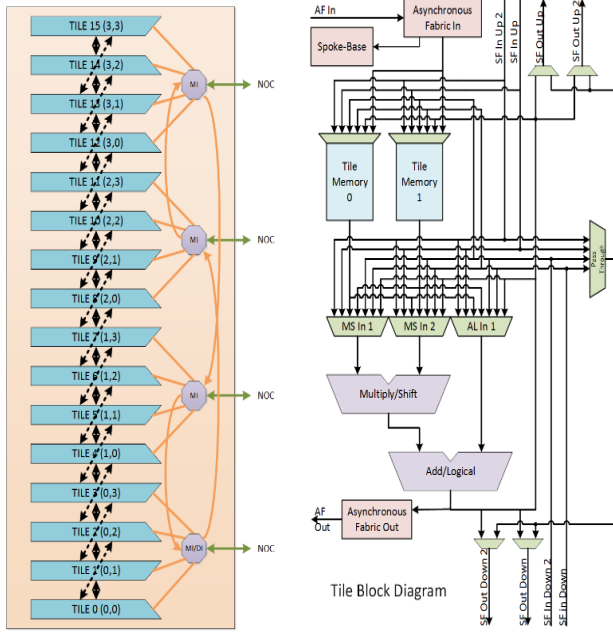 TILE 15 (3,3)
TILE 14 (3,2)
TILE 13 (3,1)
TILE 12 (3,0)
TILE 11 (2,3)
TILE 10 (2,2)
TILE 9 (2,1)
TILE 8 (2,0)
TILE 7 (1,3)
TILE 6 (1,2)
TILE 5 (1,1)
TILE 4 (1,0)
TILE 3 (0,3)
TILE 2 (0,2)
TILE 1 (0,1)
TILE 0 (0,0)
MI
NOC
MI
NOC
MI
NOC
MI/DI
NOC
AF In
Asynchronous
Fabric In
Spoke-Base
SF In Up 2
SF In Up
SF Out Up
SF Out Up 2
Tile
Memory
0
Tile
Memory
1
Pass
Through
MS In 1
MS In 2
AL In 1
Multiply/Shift
Add/Logical
AF
Out
Asynchronous
Fabric Out
SF Out Down 2
SF Out Down
SF In Down 2
SF In Down
Tile Block Diagram